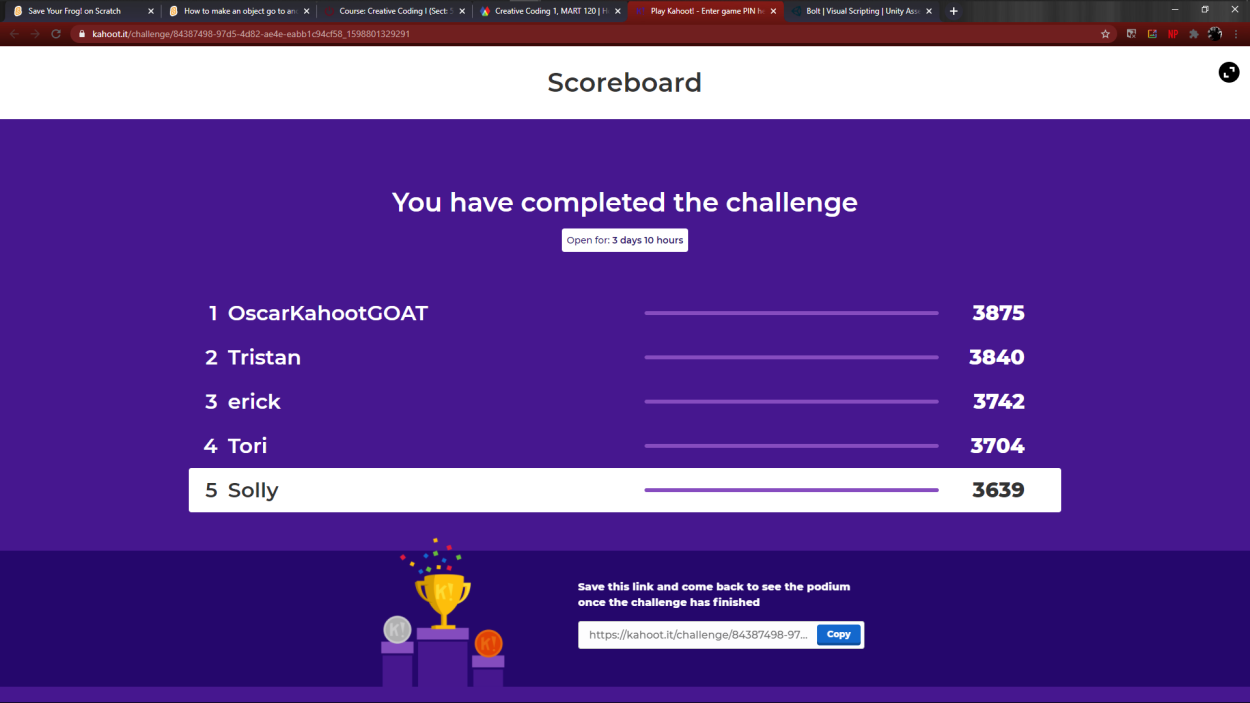 Save Your Frog! on Scratch
How to make an object go to an
Course: Creative Coding I (Sect: 5
Creative Coding 1, MART 120 | H
Play Kahoot! - Enter game PIN he
Bolt | Visual Scripting | Unity Asse
kahoot.it/challenge/84387498-97d5-4d82-ae4e-eabb1c94cf58_1598801329291
NP
Scoreboard
You have completed the challenge
Open for: 3 days 10 hours
1 OscarKahootGOAT 3875
2 Tristan 3840
3 erick 3742
4 Tori 3704
5 Solly 3639
K!
K!
K!
Save this link and come back to see the podium
once the challenge has finished
https://kahoot.it/challenge/84387498-97... Copy